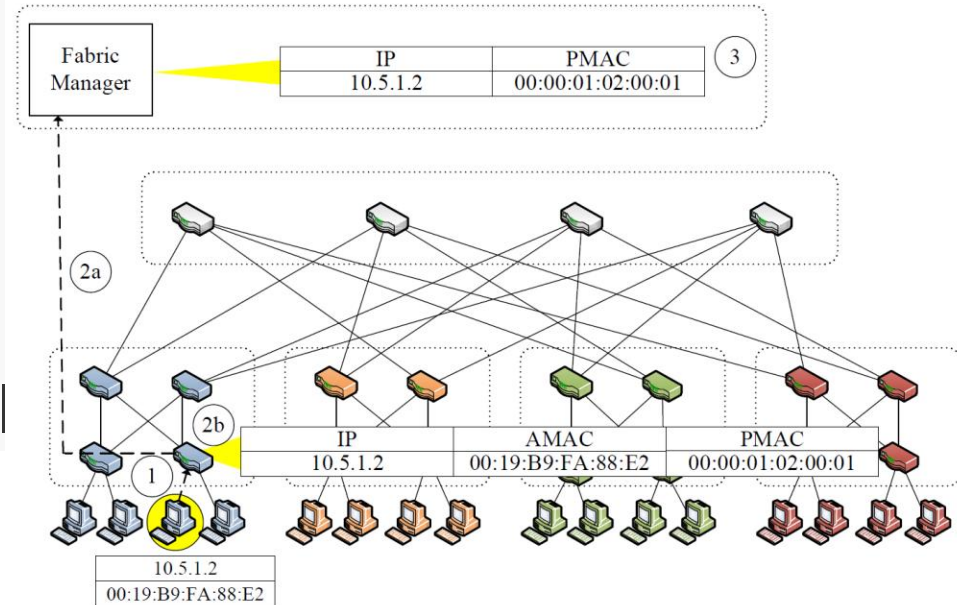 Fabric
Manager
IP PMAC
10.5.1.2 00:00:01:02:00:01
3
2a
2b
IP AMAC PMAC
10.5.1.2 00:19:B9:FA:88:E2 00:00:01:02:00:01
1
10.5.1.2
00:19:B9:FA:88:E2